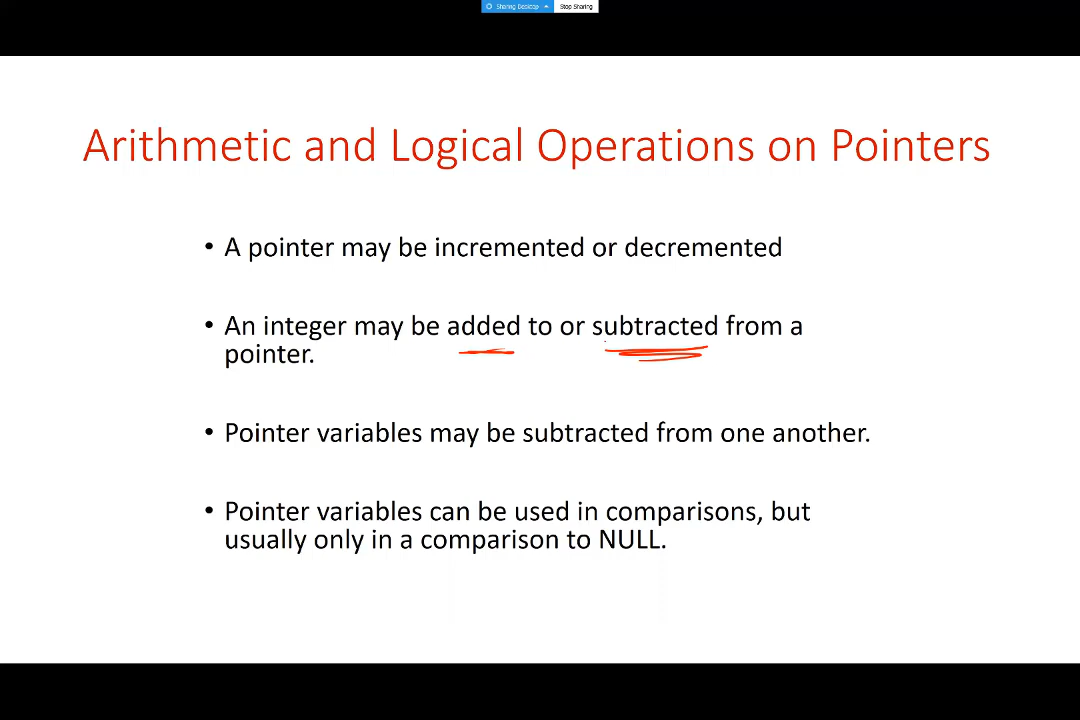 Sharing Desktop
Stop Sharing
Arithmetic and Logical Operations on Pointers
• A pointer may be incremented or decremented
• An integer may be added to or subtracted from a
pointer.
• Pointer variables may be subtracted from one another.
• Pointer variables can be used in comparisons, but
usually only in a comparison to NULL.